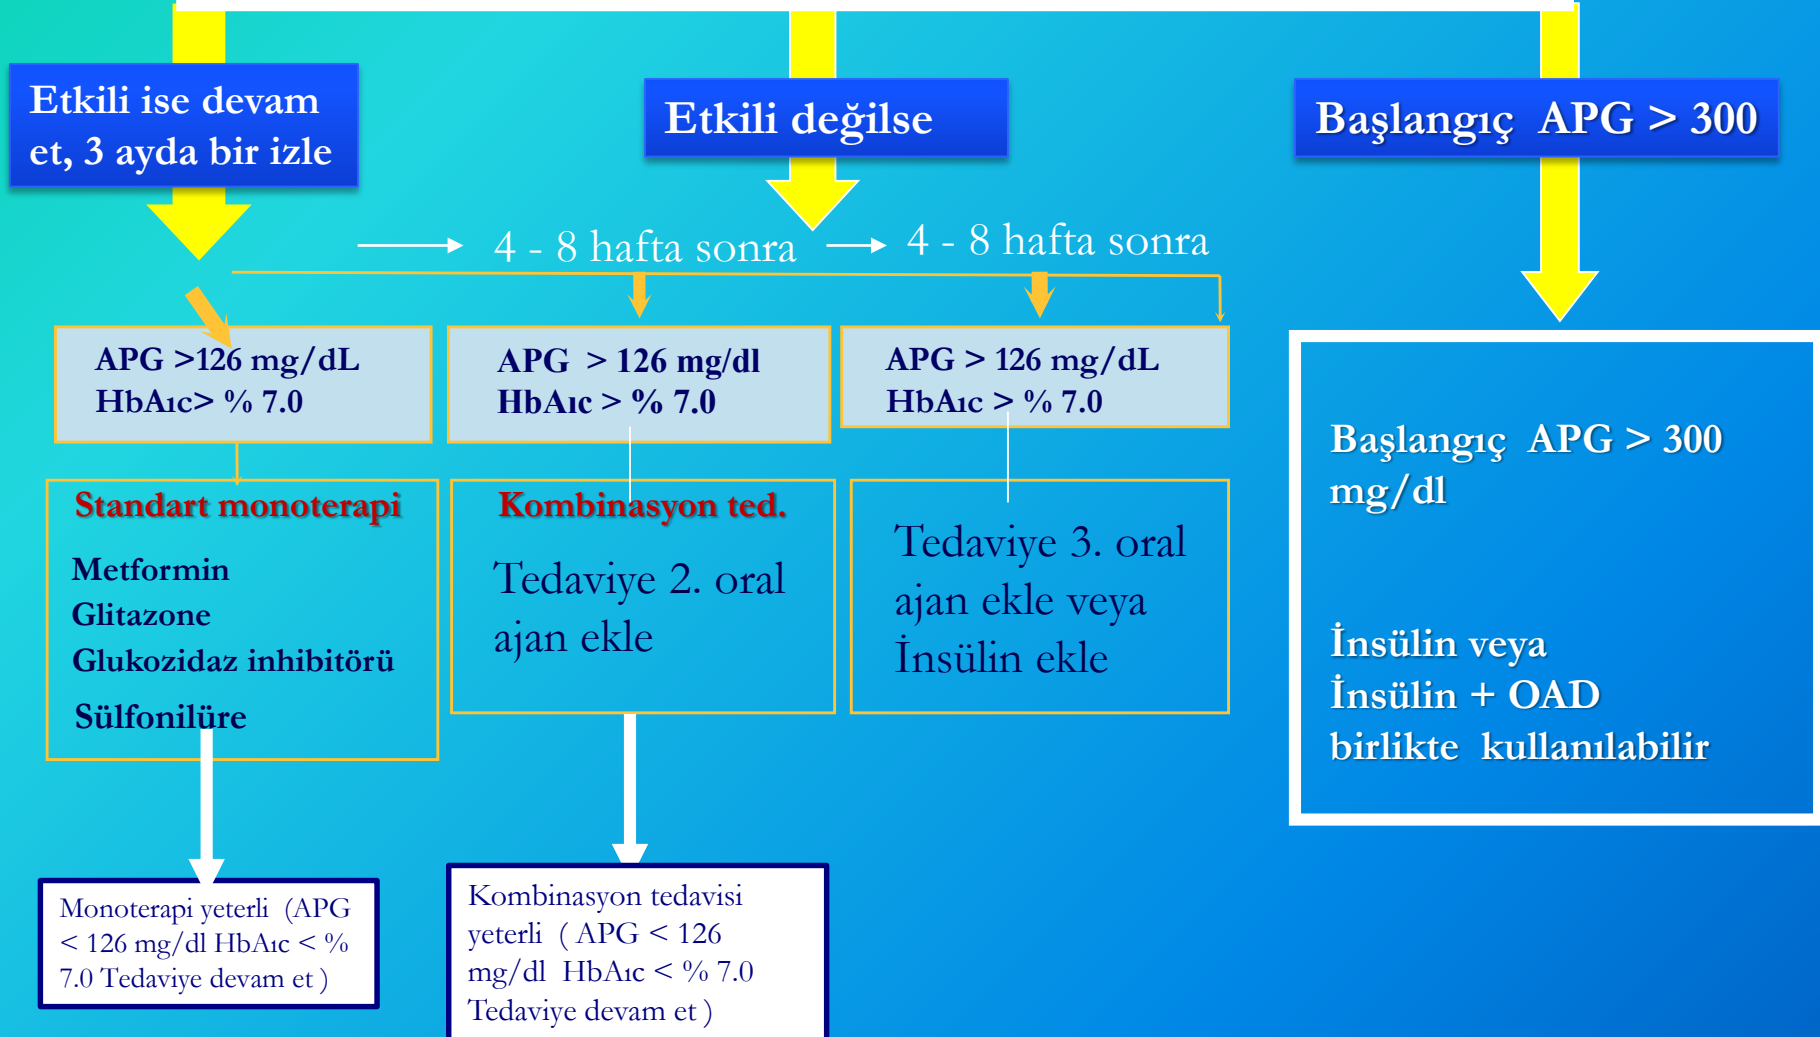 Etkili ise devam
et, 3 ayda bir izle
Etkili değilse
Başlangıç APG > 300
4 - 8 hafta sonra
4 - 8 hafta sonra
APG >126 mg/dL
HbA1c> % 7.0
APG > 126 mg/dl
HbA1c > % 7.0
APG > 126 mg/dL
HbA1c > % 7.0
Standart monoterapi
Metformin
Glitazone
Glukozidaz inhibitörü
Sülfonilüre
Kombinasyon ted.
Tedaviye 2. oral
ajan ekle
Tedaviye 3. oral
ajan ekle veya
İnsülin ekle
Başlangıç APG > 300
mg/dl
İnsülin veya
İnsülin + OAD
birlikte kullanılabilir
Monoterapi yeterli (APG
< 126 mg/dl HbA1c < %
7.0 Tedaviye devam et )
Kombinasyon tedavisi
yeterli ( APG < 126
mg/dl HbA1c < % 7.0
Tedaviye devam et )